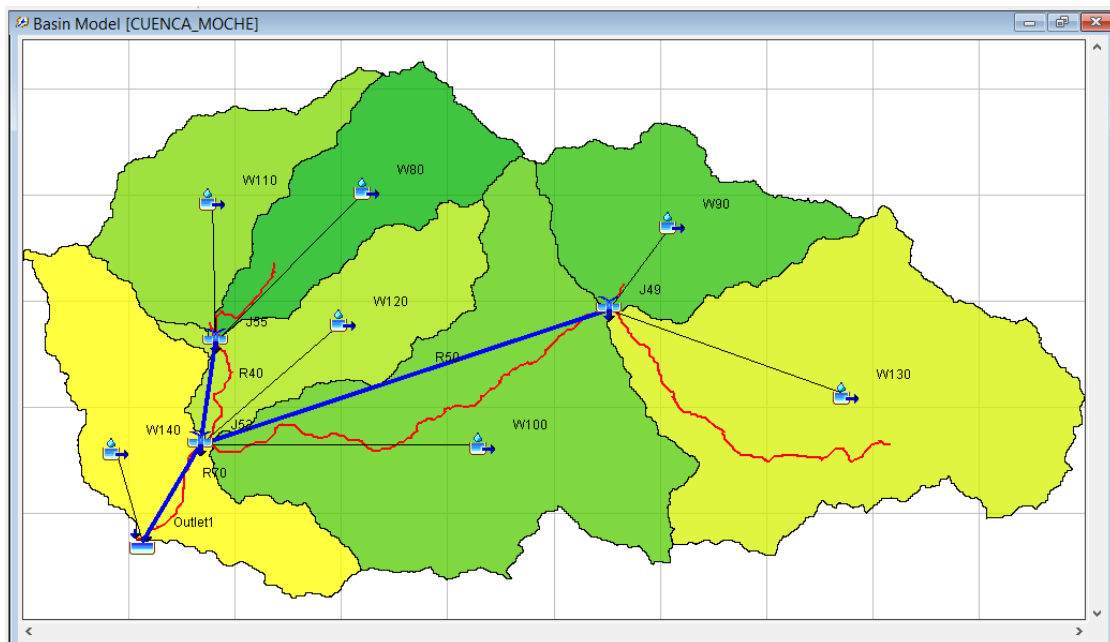 Basin Model [CUENCA_MOCHE]
W80
W110
W90
J49
W120
J55
R50
R40
W130
J52
W140
W100
R70
Outlet1